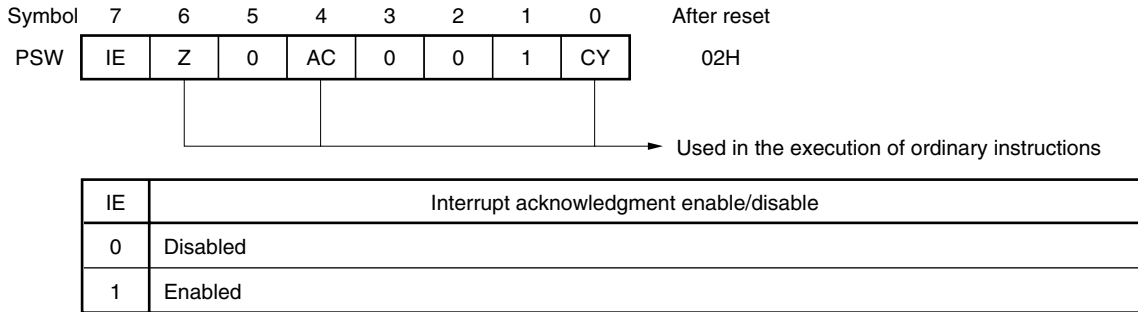 Symbol 7 6 5 4 3 2 1 0 After reset
PSW IE Z 0 AC 0 0 1 CY 02H
Used in the execution of ordinary instructions
IE Interrupt acknowledgment enable/disable
0 Disabled
1 Enabled